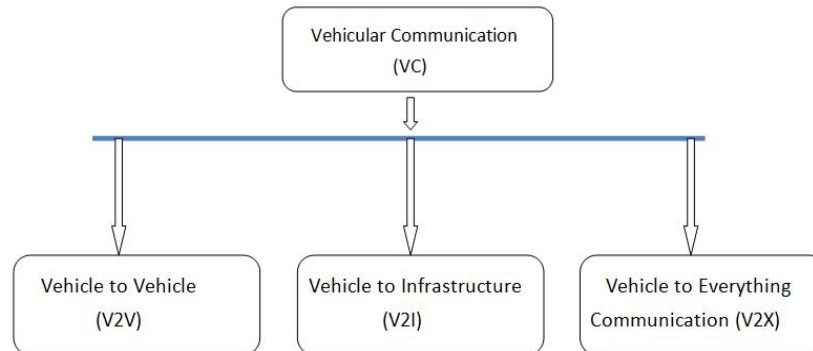 Vehicular Communication
(VC)
Vehicle to Vehicle
(V2V)
Vehicle to Infrastructure
(V2I)
Vehicle to Everything
Communication (V2X)